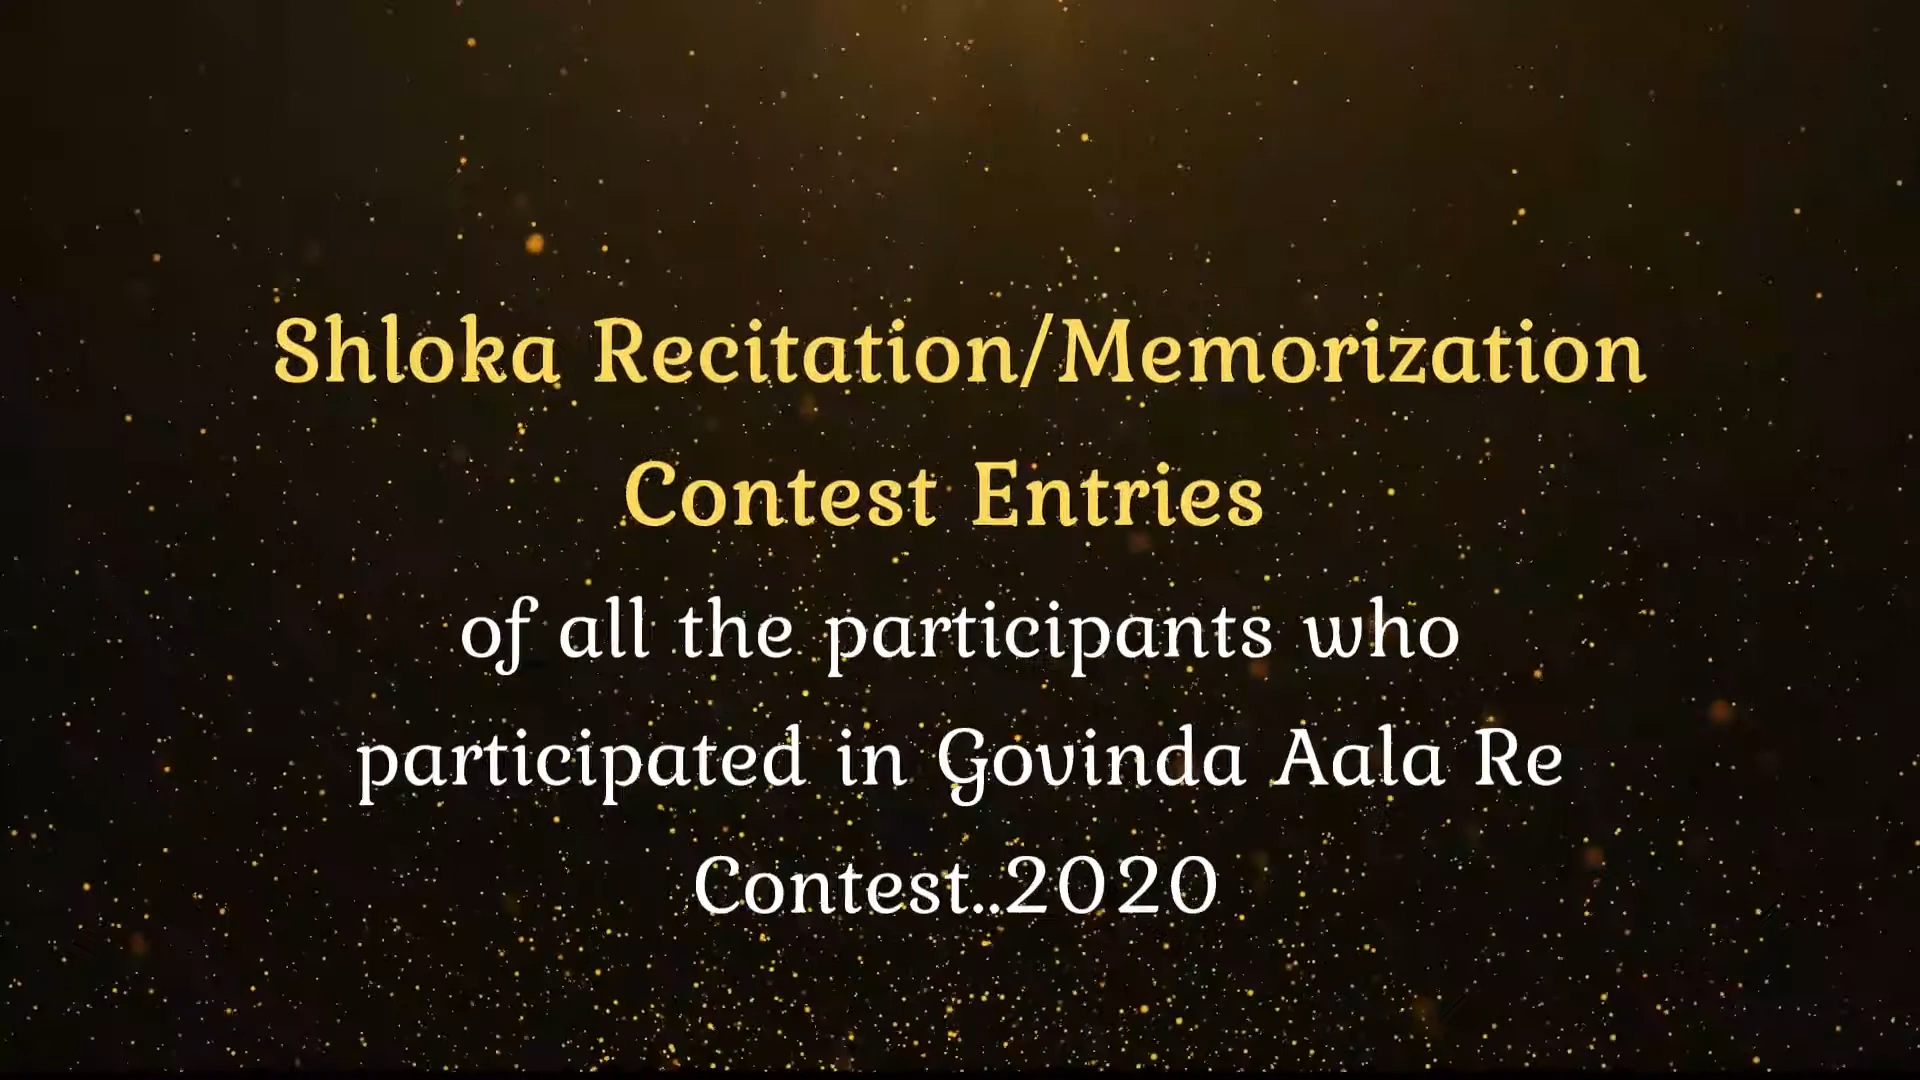 Shloka Recitation/Memorization
Contest Entries
of all the participants who
participated in Govinda Aala Re
Contest..2020